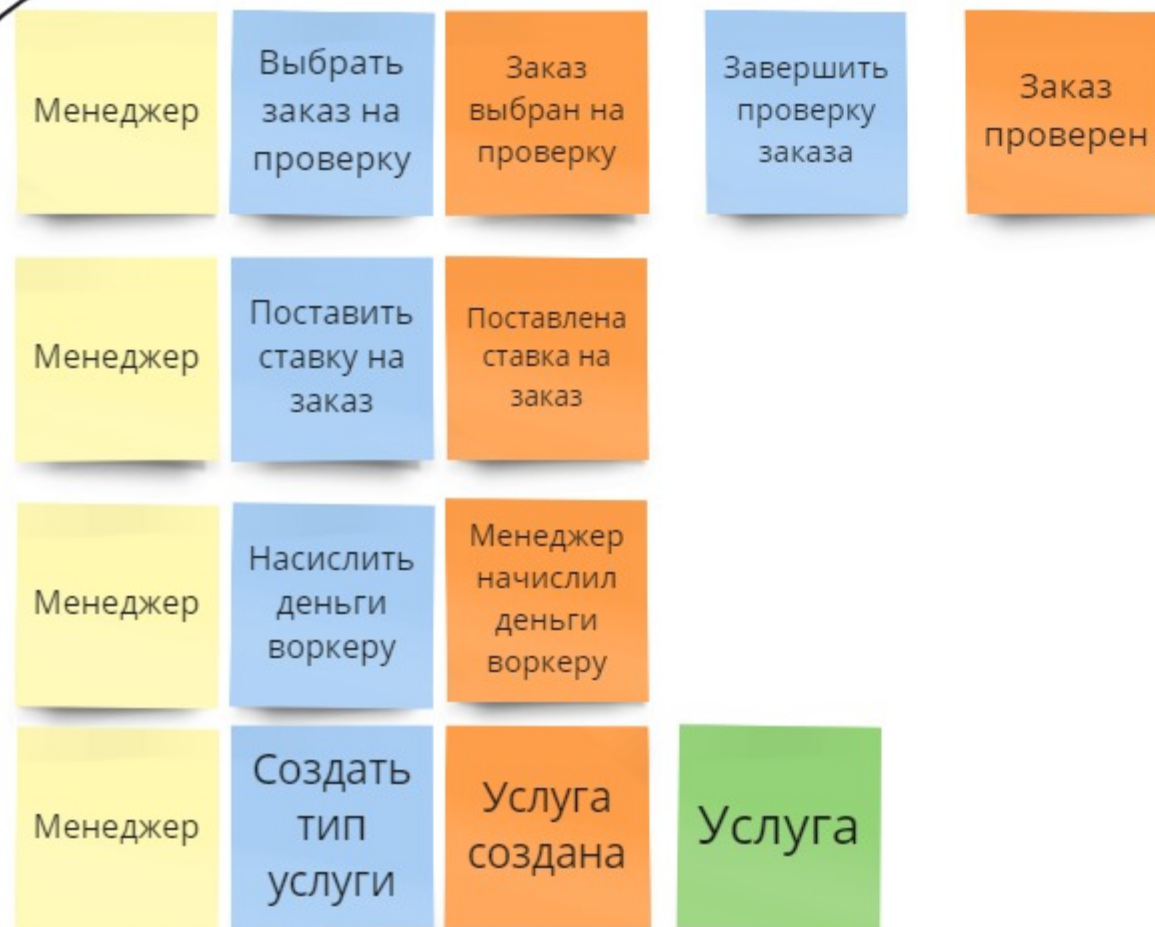 Менеджер
Выбрать
заказ на
проверку
Заказ
выбран на
проверку
Завершить
проверку
заказа
Заказ
проверен
Менеджер
Поставить
ставку на
заказ
Поставлена
ставка на
заказ
Менеджер
Насислить
деньги
воркеру
Менеджер
начислил
деньги
воркеру
Менеджер
Создать
тип
услуги
Услуга
создана
Услуга